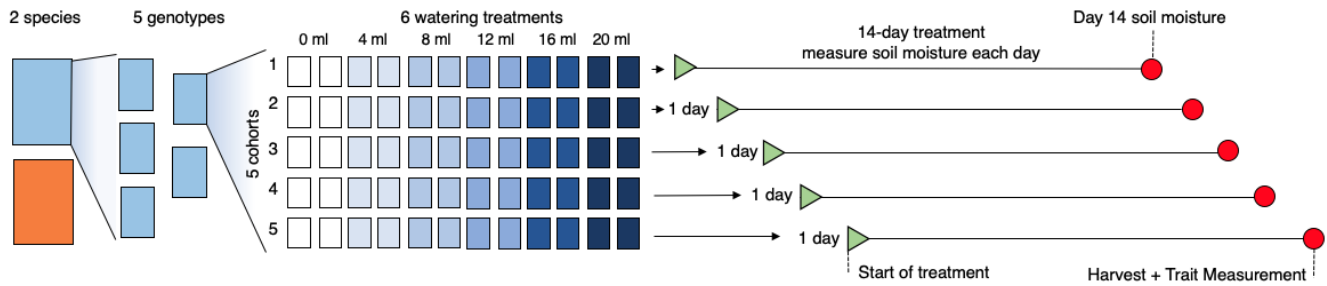 2 species
5 genotypes
6 watering treatments
0 ml
4 ml
8 ml
12 ml
16 ml
20 ml
5 cohorts
1
2
3
4
5
14-day treatment
measure soil moisture each day
Day 14 soil moisture
1 day
1 day
1 day
1 day
Start of treatment
Harvest + Trait Measurement